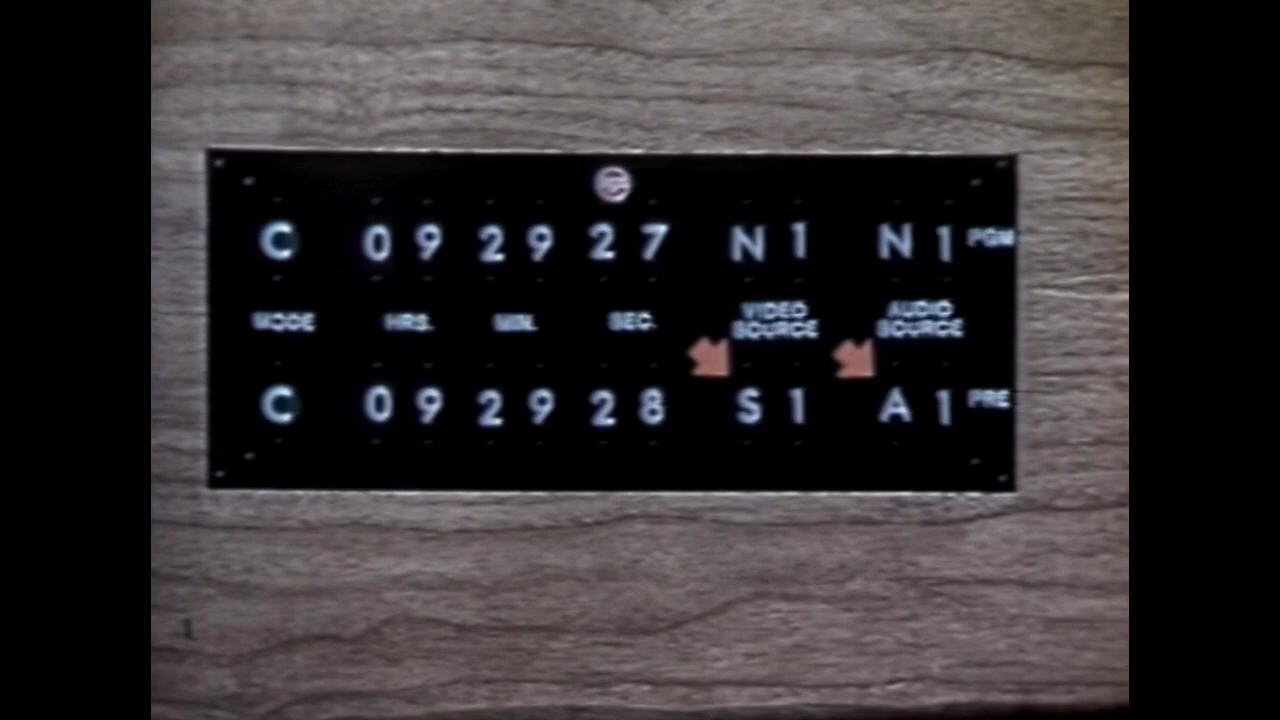 C 09 29 27 N1 N1 PGM
MODE HRS. MIN. SEC. VIDEO SOURCE AUDIO SOURCE
C 09 29 28 S1 A1 PRE